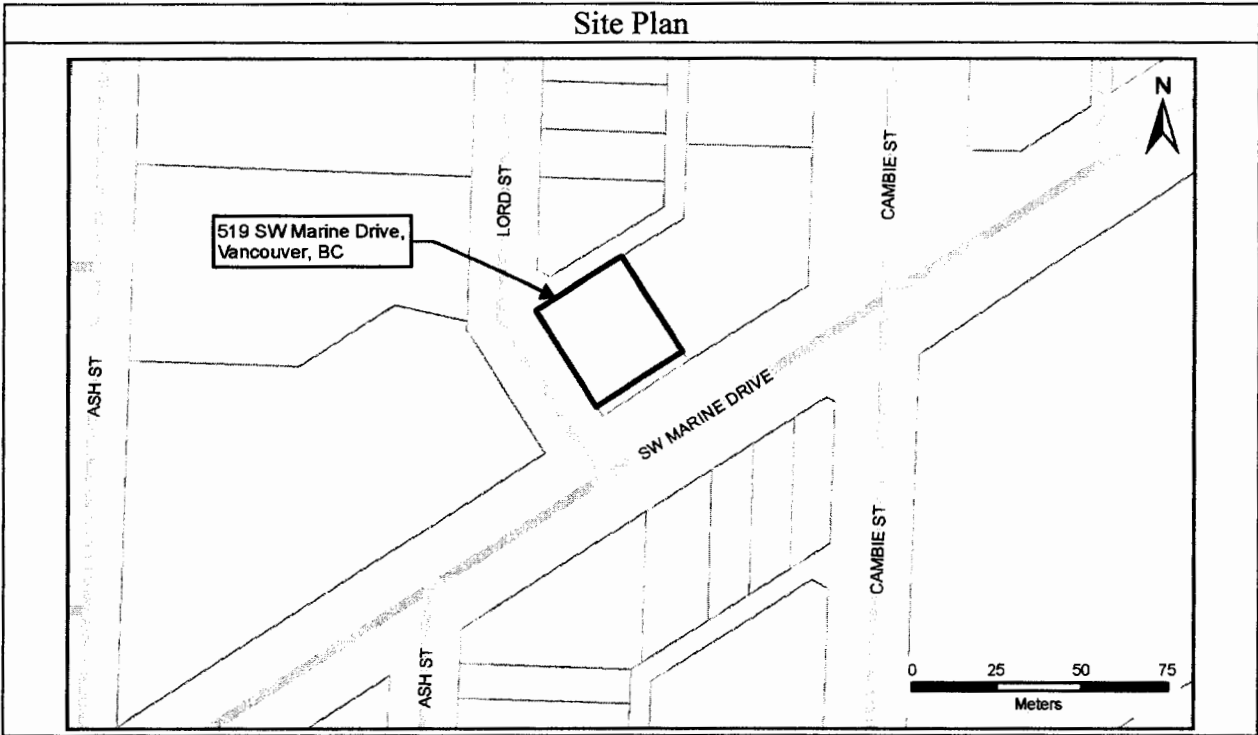 Site Plan
N
CAMBIE ST
LORD ST
519 SW Marine Drive,
Vancouver, BC
ASH ST
SW MARINE DRIVE
CAMBIE ST
ASH ST
0 25 50 75
Meters